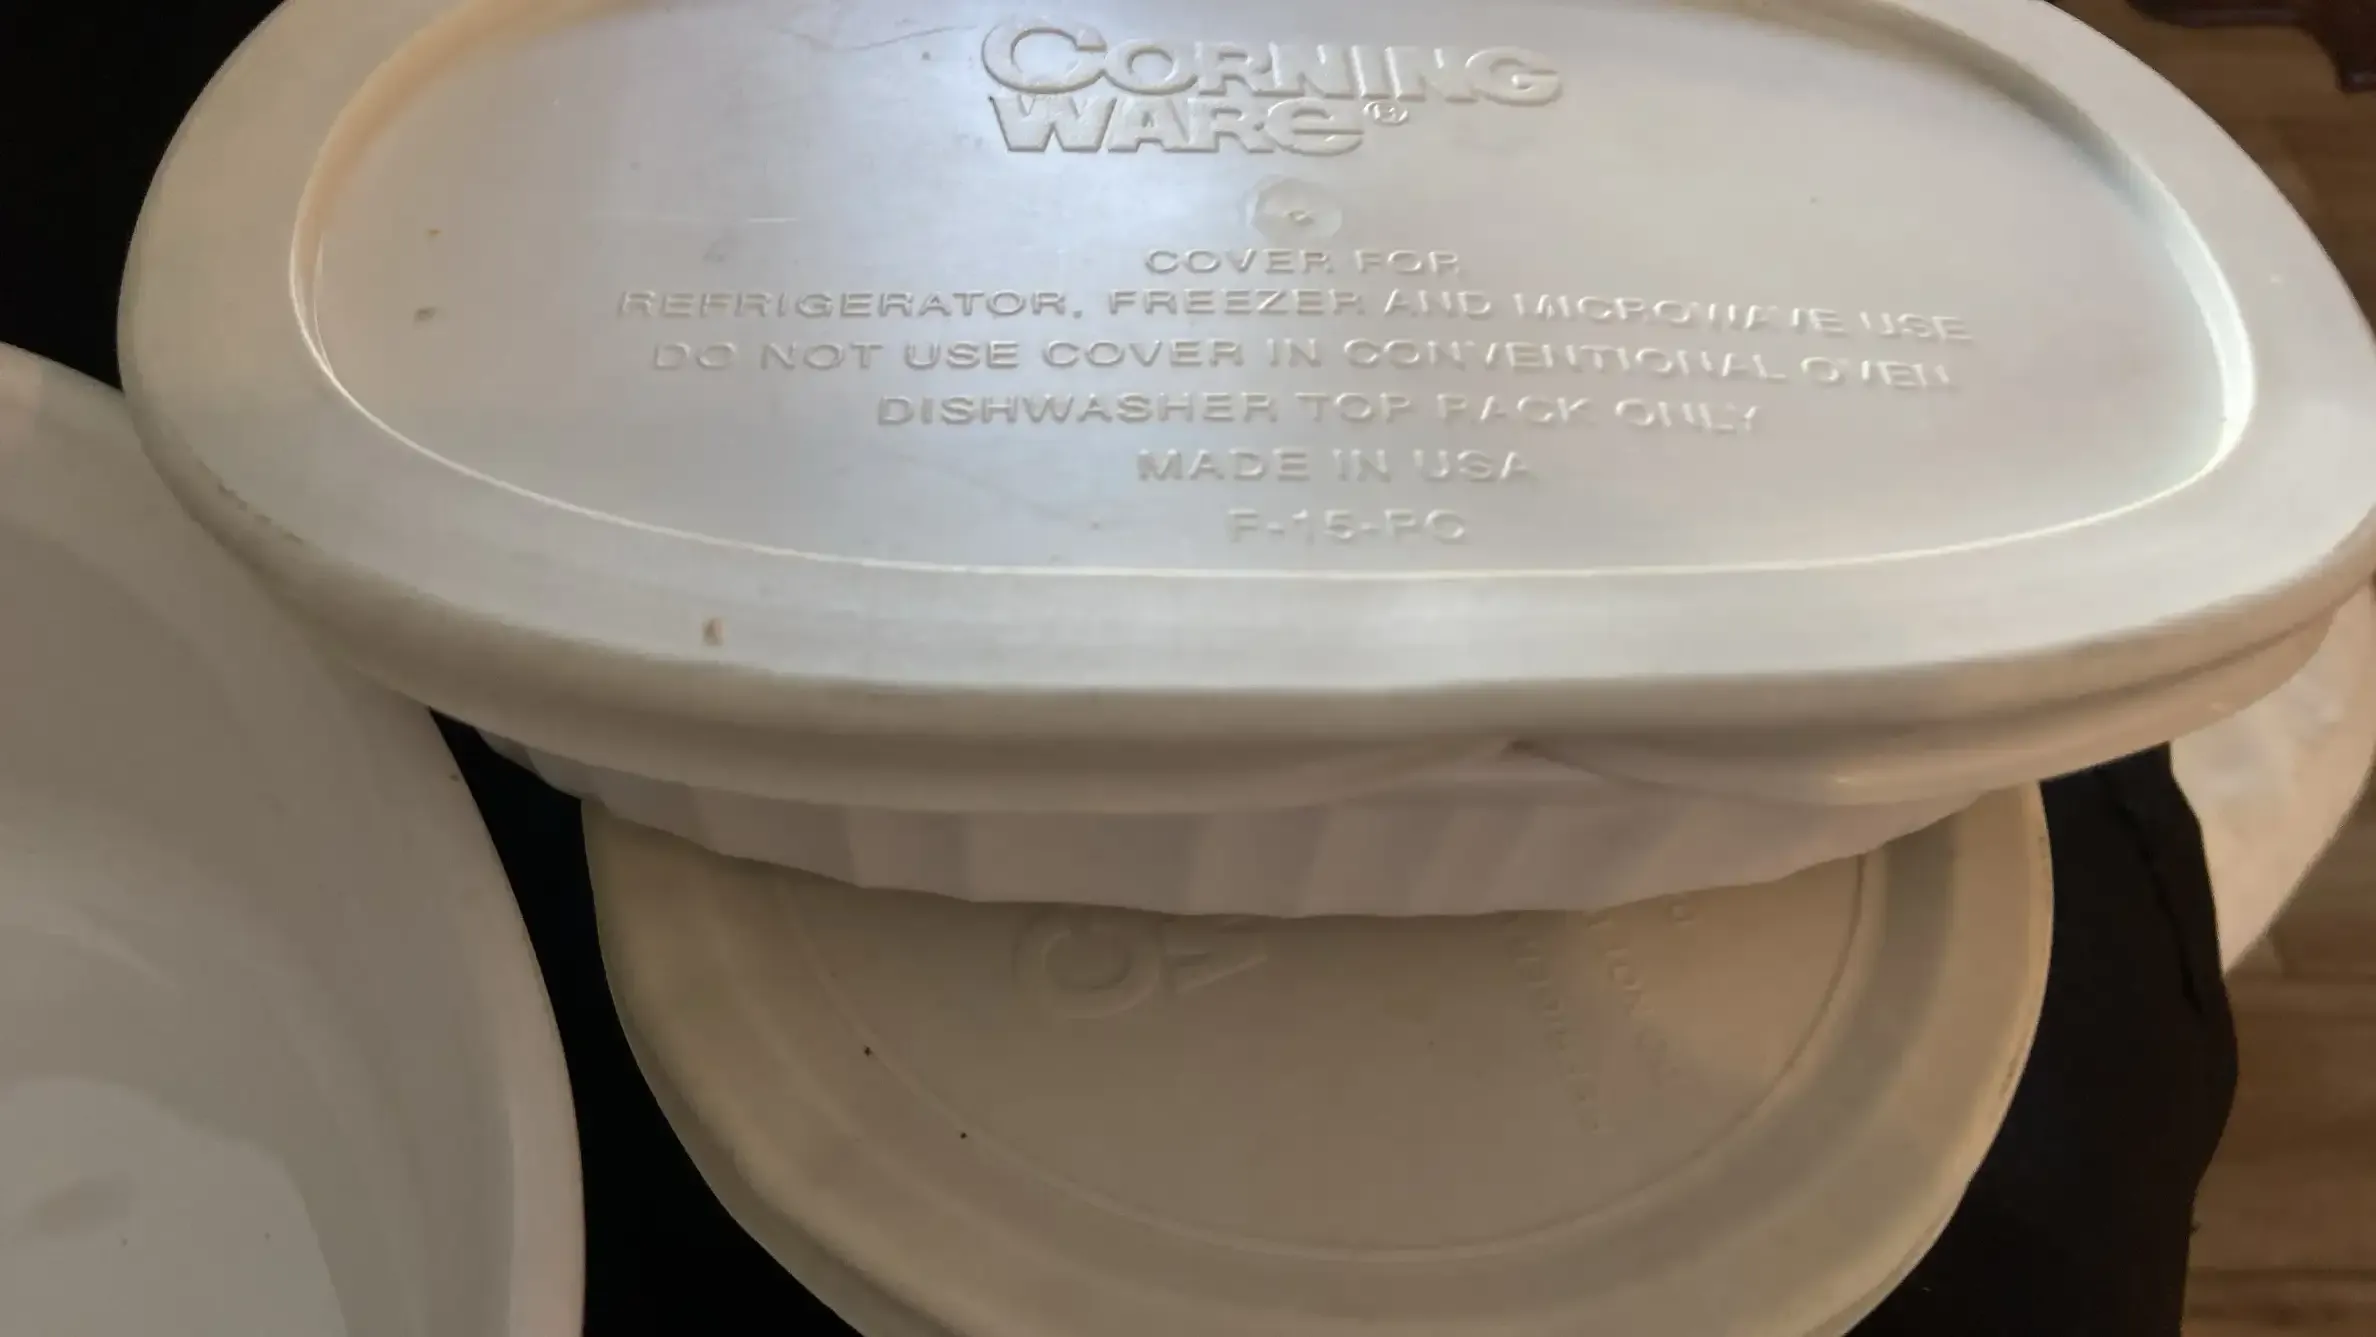 CORNING
WARE®
COVER FOR
REFRIGERATOR, FREEZER AND MICROWAVE USE
DO NOT USE COVER IN CONVENTIONAL OVEN
DISHWASHER TOP RACK ONLY
MADE IN USA
F-15-PC